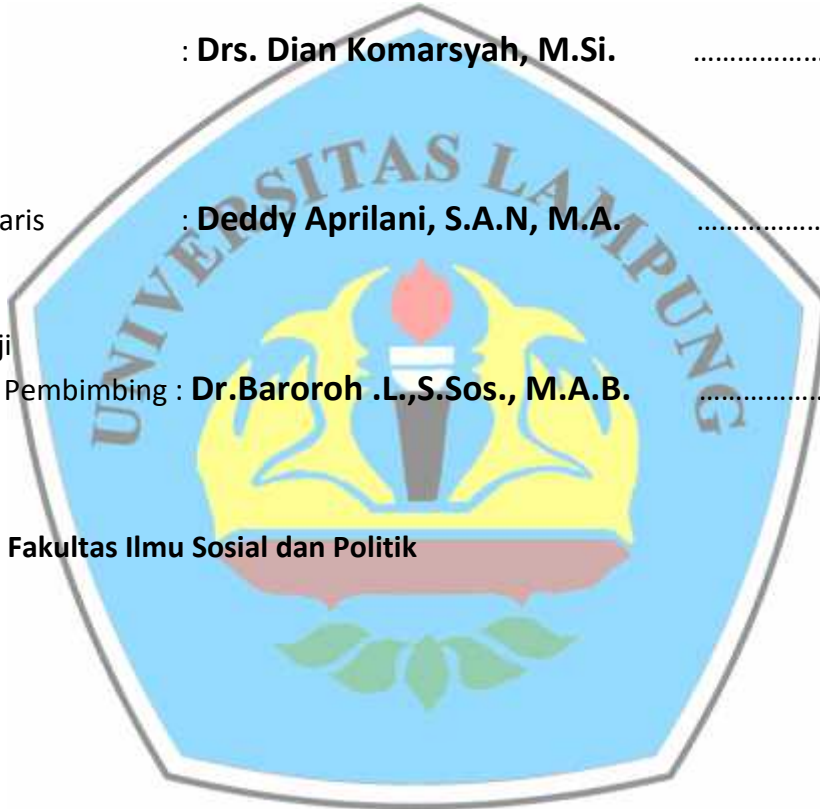 : Drs. Dian Komarsyah, M.Si. ………………
UNIVERSITAS LAMPUNG
aris : Deddy Aprilani, S.A.N, M.A. ………………
ji
Pembimbing : Dr.Baroroh .L.,S.Sos., M.A.B. ………………
Fakultas Ilmu Sosial dan Politik